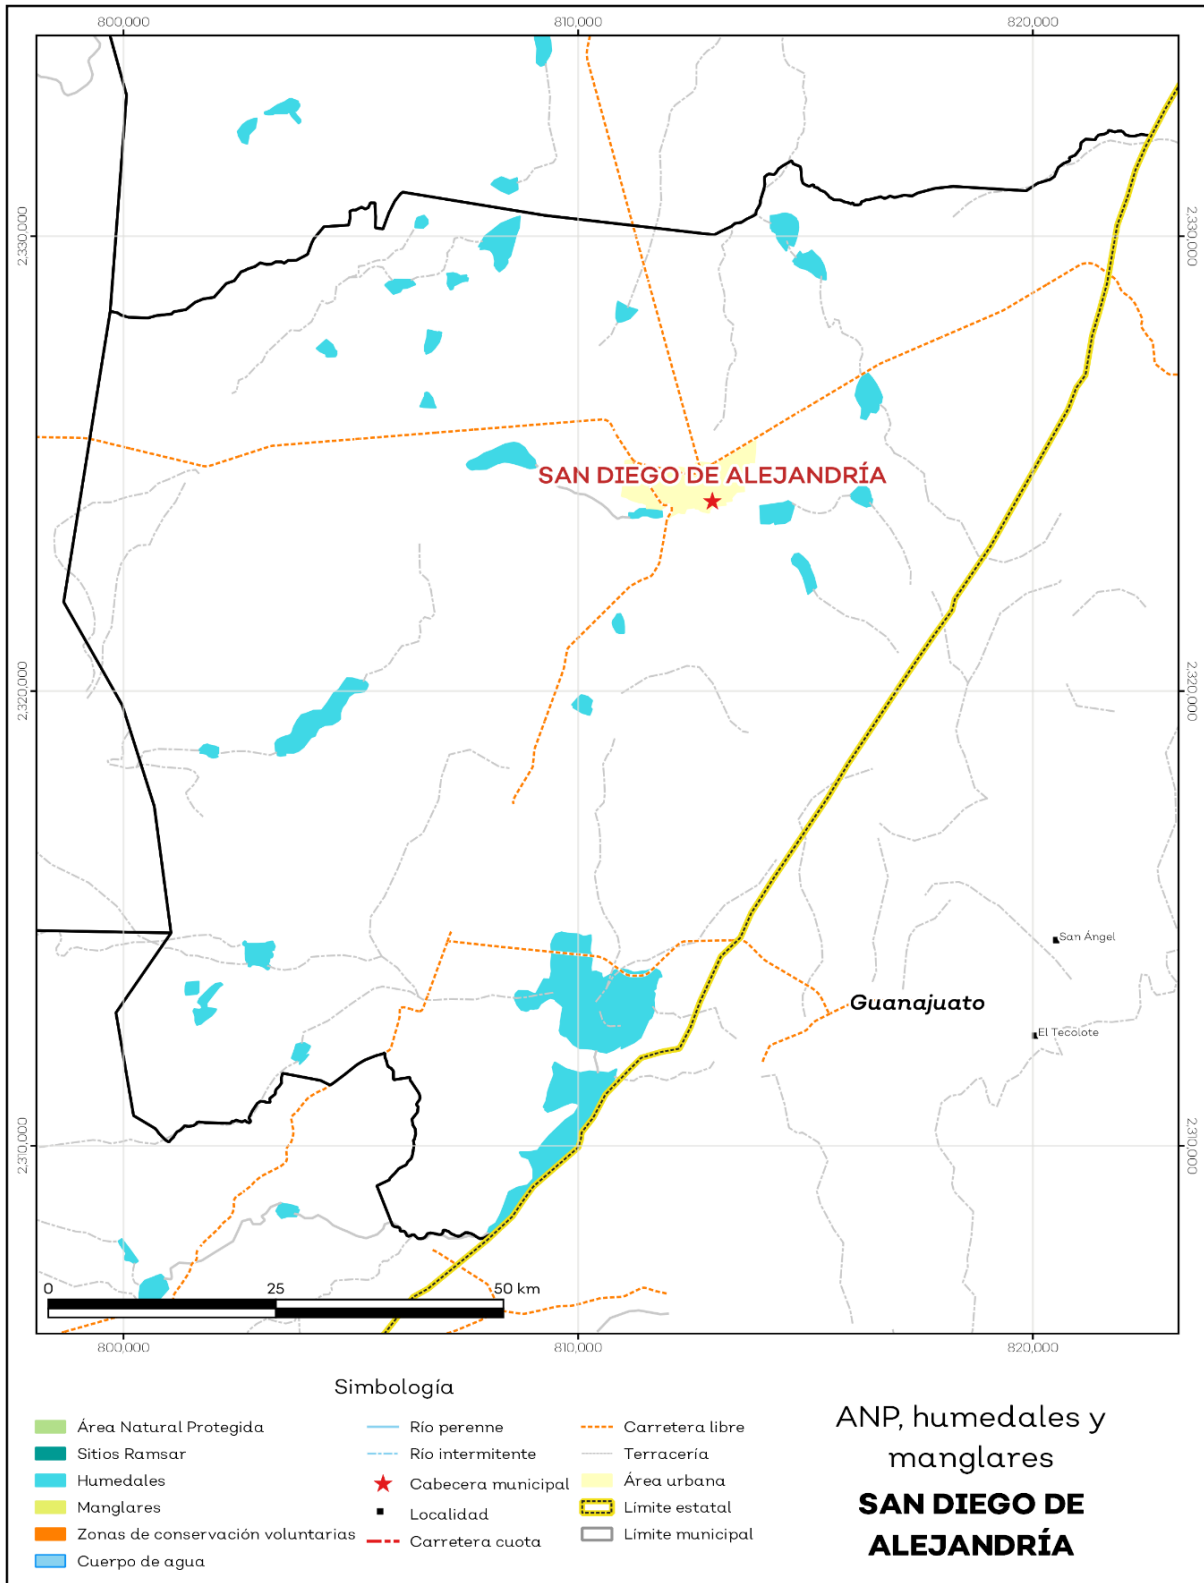 800,000
810,000
820,000
2,330,000
2,330,000
SAN DIEGO DE ALEJANDRÍA
2,320,000
2,320,000
San Ángel
Guanajuato
El Tecolote
2,310,000
2,310,000
0
25
50 km
800,000
810,000
820,000
Simbología
Área Natural Protegida
Sitios Ramsar
Humedales
Manglares
Zonas de conservación voluntarias
Cuerpo de agua
Río perenne
Río intermitente
Cabecera municipal
Localidad
Carretera cuota
Carretera libre
Terracería
Área urbana
Límite estatal
Límite municipal
ANP, humedales y
manglares
SAN DIEGO DE
ALEJANDRÍA